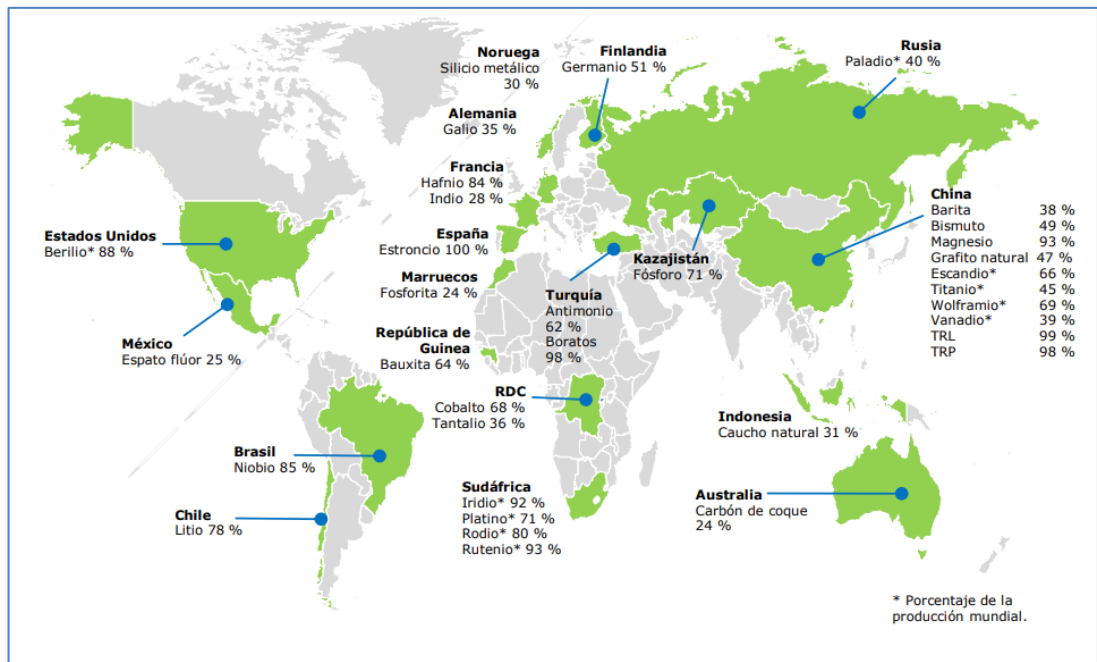 Noruega
Silicio metálico
30 %
Finlandia
Germanio 51 %
Rusia
Paladio* 40 %
Alemania
Galio 35 %
Francia
Hafnio 84 %
Indio 28 %
España
Estroncio 100 %
Marruecos
Fosforita 24 %
República de
Guinea
Bauxita 64 %
Estados Unidos
Berilio* 88 %
México
Espato flúor 25 %
Kazajistán
Fósforo 71 %
Turquía
Antimonio
62 %
Boratos
98 %
China
Barita 38 %
Bismuto 49 %
Magnesio 93 %
Grafito natural 47 %
Escandio* 66 %
Titanio* 45 %
Wolframio* 69 %
Vanadio* 39 %
TRL 99 %
TRP 98 %
RDC
Cobalto 68 %
Tantalio 36 %
Indonesia
Caucho natural 31 %
Brasil
Niobio 85 %
Chile
Litio 78 %
Sudáfrica
Iridio* 92 %
Platino* 71 %
Rodio* 80 %
Rutenio* 93 %
Australia
Carbón de coque
24 %
* Porcentaje de la
producción mundial.